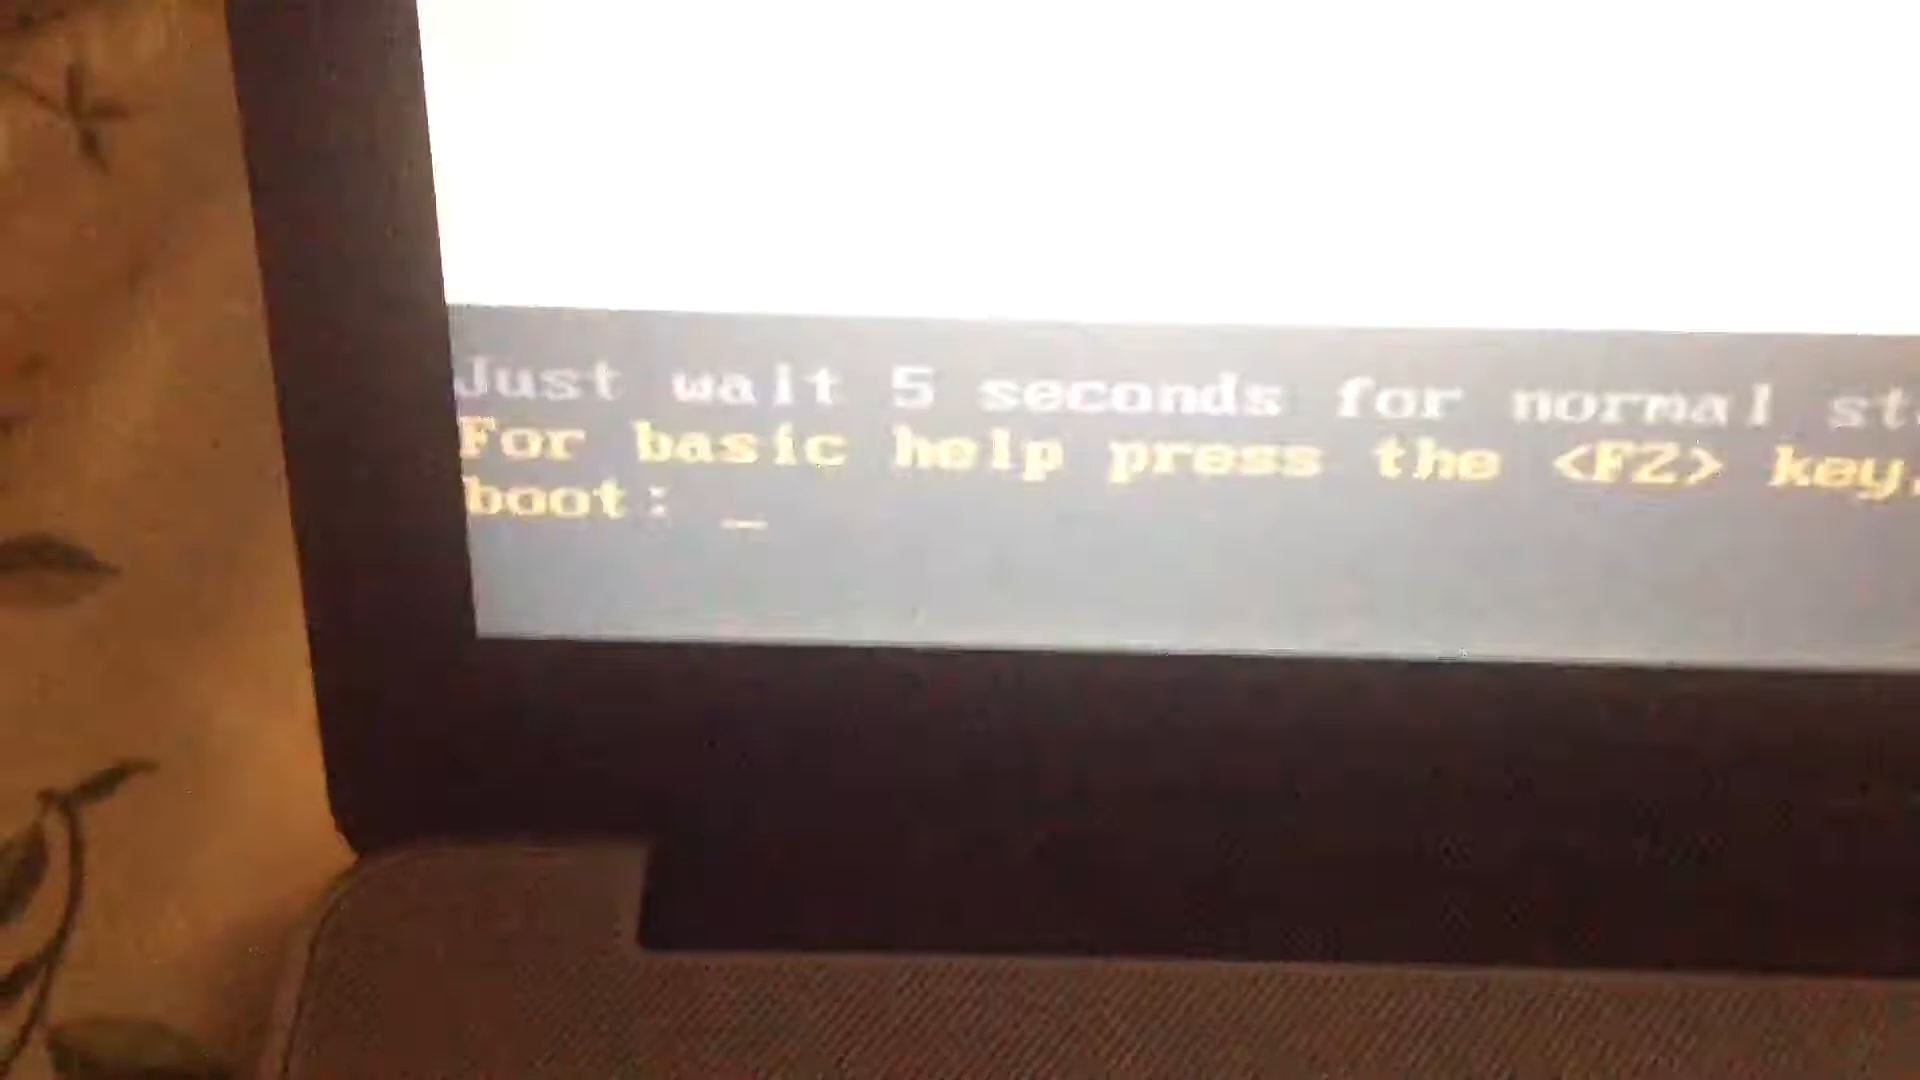 Just wait 5 seconds for normal
For basic help press the <F2> key.
boot: _